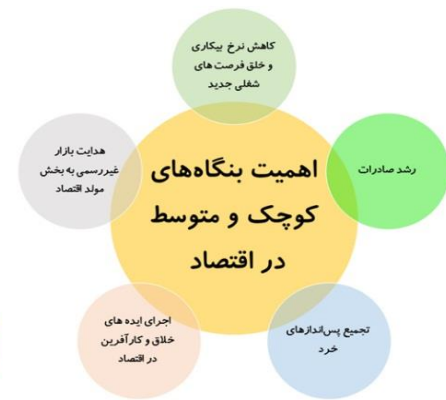 کاهش نرخ بیکاری
و خلق فرصت های
شغلی جدید
رشد صادرات
تجمیع پس‌اندازهای
خرد
اجرای ایده های
خلاق و کارآفرین
در اقتصاد
هدایت بازار
غیررسمی به بخش
مولد اقتصاد
اهمیت بنگاه‌های
کوچک و متوسط
در اقتصاد